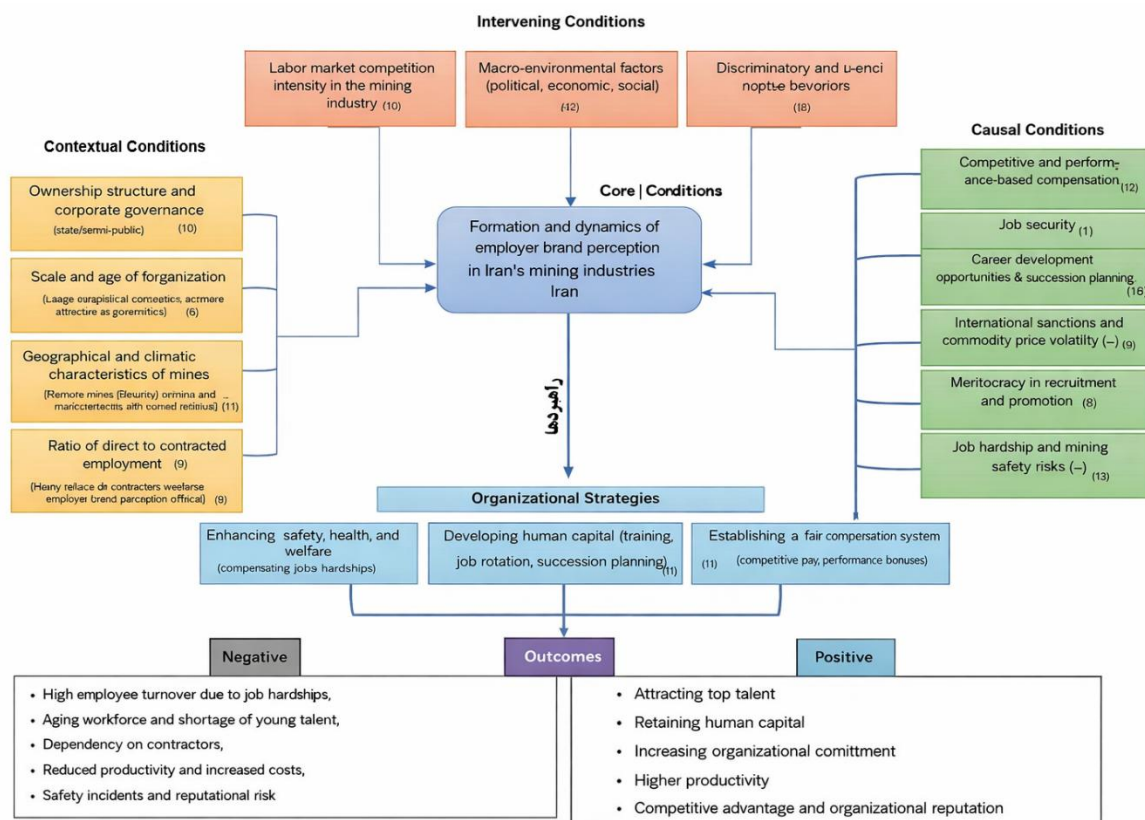 Intervening Conditions
Labor market competition
intensity in the mining
industry (10)
Macro-environmental factors
(political, economic, social)
Discriminatory and
(18)
Contextual Conditions
Ownership structure and
corporate governance
(state/semi-public) (10)
Scale and age of forganization
(6)
Geographical and climatic
characteristics of mines
(Remote mines and
(11)
Ratio of direct to contracted
employment (9)
contractors
employer brand perception (9)
Core | Conditions
Formation and dynamics of
employer brand perception
in Iran's mining industries
Iran
Causal Conditions
Competitive and perform-
ance-based compensation (12)
Job security (1)
Career development
opportunities & succession planning.
(16)
International sanctions and
commodity price volatilty (–) (9)
Meritocracy in recruitment
and promotion (8)
Job hardship and mining
safety risks (–) (13)
راهبردها
Organizational Strategies
Enhancing safety, health, and
welfare
(compensating jobs hardships)
Developing human capital (training,
job rotation, succession planning) (11)
Establishing a fair compensation system
(11) (competitive pay, performance bonuses)
Negative
Outcomes
Positive
• High employee turnover due to job hardships,
• Aging workforce and shortage of young talent,
• Dependency on contractors,
• Reduced productivity and increased costs,
• Safety incidents and reputational risk
• Attracting top talent
• Retaining human capital
• Increasing organizational comittment
• Higher productivity
• Competitive advantage and organizational reputation